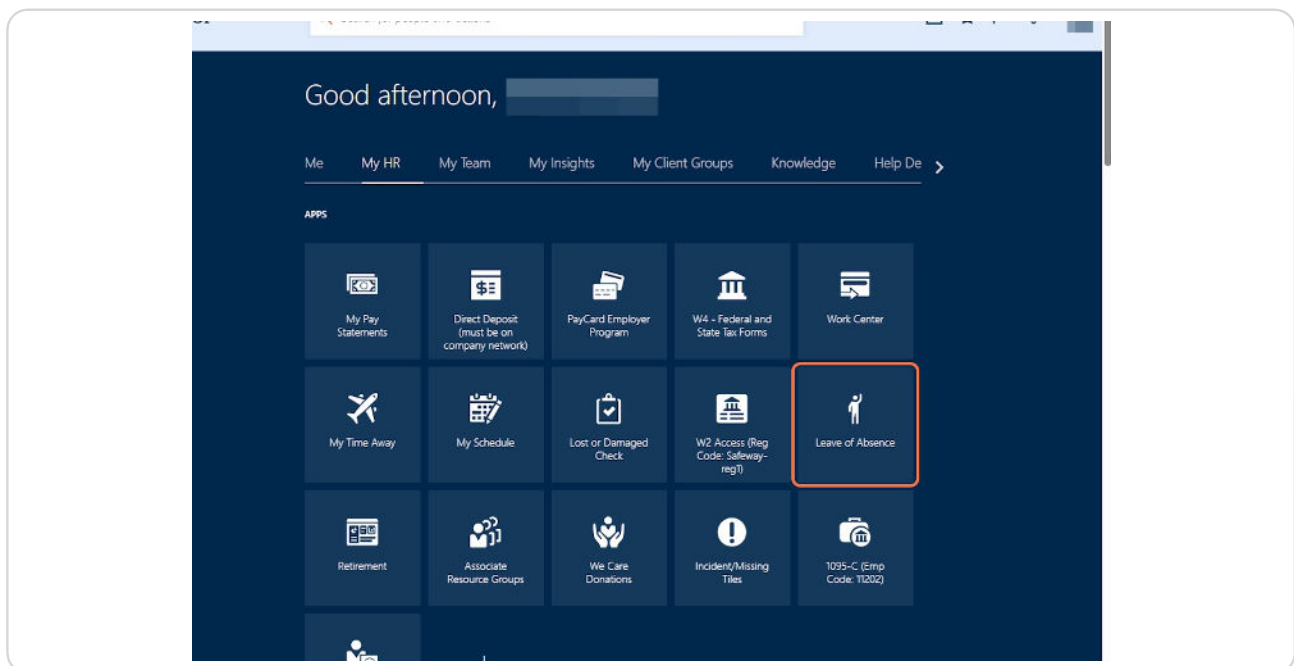 Good afternoon,
Me My HR My Team My Insights My Client Groups Knowledge Help De
APPS
My Pay
Statements
Direct Deposit
(must be on
company network)
PayCard Employer
Program
W4 - Federal and
State Tax Forms
Work Center
My Time Away
My Schedule
Lost or Damaged
Check
W2 Access (Reg
Code: Safeway-
reg1)
Leave of Absence
Retirement
Associate
Resource Groups
We Care
Donations
Incident/Missing
Tiles
1095-C (Emp
Code: 11202)